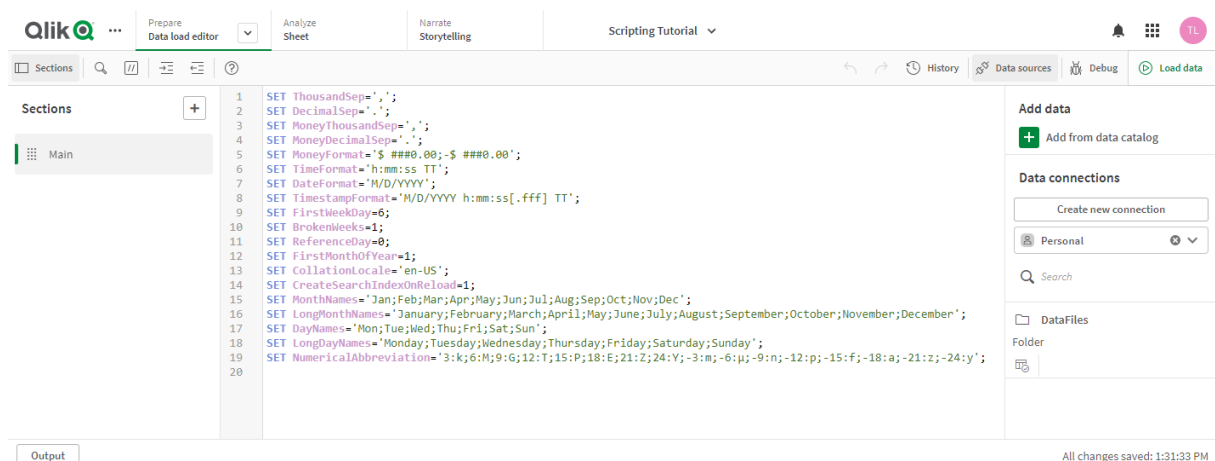 Qlik
Prepare
Data load editor
Analyze
Sheet
Narrate
Storytelling
Scripting Tutorial
TL
Sections
History
Data sources
Debug
Load data
Sections
Main
1 SET ThousandSep=',';
2 SET DecimalSep='.';
3 SET MoneyThousandSep=',';
4 SET MoneyDecimalSep='.';
5 SET MoneyFormat='$ ###0.00;-$ ###0.00';
6 SET TimeFormat='h:mm:ss TT';
7 SET DateFormat='M/D/YYYY';
8 SET TimestampFormat='M/D/YYYY h:mm:ss[.fff] TT';
9 SET FirstWeekDay=6;
10 SET BrokenWeeks=1;
11 SET ReferenceDay=0;
12 SET FirstMonthOfYear=1;
13 SET CollationLocale='en-US';
14 SET CreateSearchIndexOnReload=1;
15 SET MonthNames='Jan;Feb;Mar;Apr;May;Jun;Jul;Aug;Sep;Oct;Nov;Dec';
16 SET LongMonthNames='January;February;March;April;May;June;July;August;September;October;November;December';
17 SET DayNames='Mon;Tue;Wed;Thu;Fri;Sat;Sun';
18 SET LongDayNames='Monday;Tuesday;Wednesday;Thursday;Friday;Saturday;Sunday';
19 SET NumericalAbbreviation='3:k;6:M;9:G;12:T;15:P;18:E;21:Z;24:Y;-3:m;-6:μ;-9:n;-12:p;-15:f;-18:a;-21:z;-24:y';
20
Add data
Add from data catalog
Data connections
Create new connection
Personal
Search
DataFiles
Folder
Output
All changes saved: 1:31:33 PM